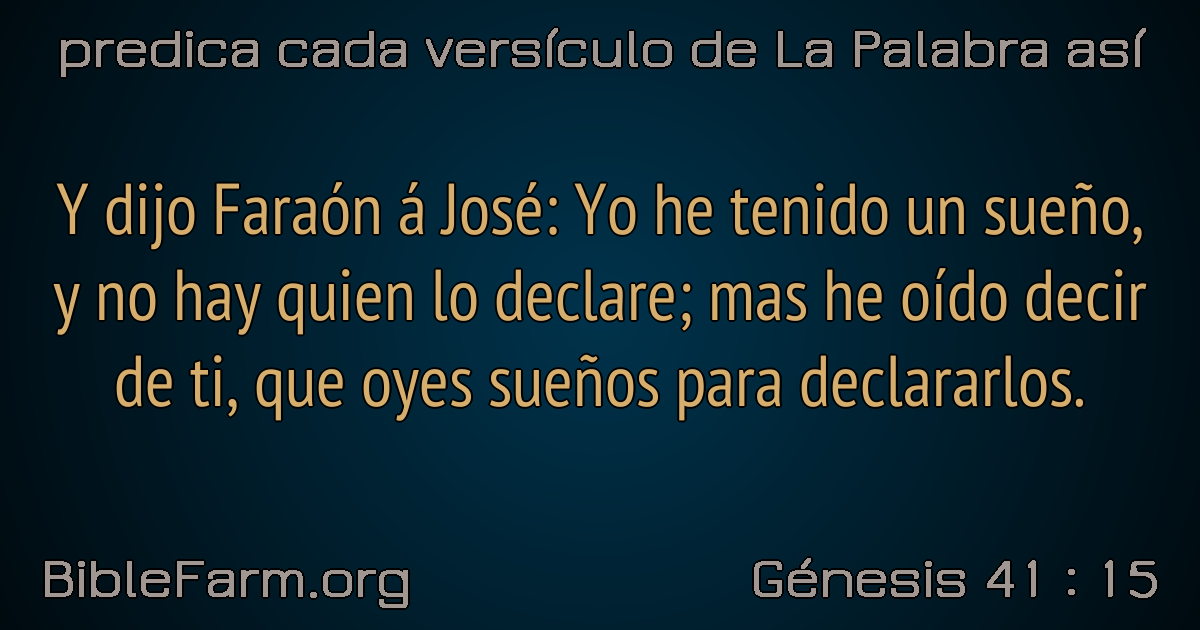 predica cada versículo de La Palabra así
Y dijo Faraón á José: Yo he tenido un sueño,
y no hay quien lo declare; mas he oído decir
de ti, que oyes sueños para declararlos.
BibleFarm.org
Génesis 41 : 15